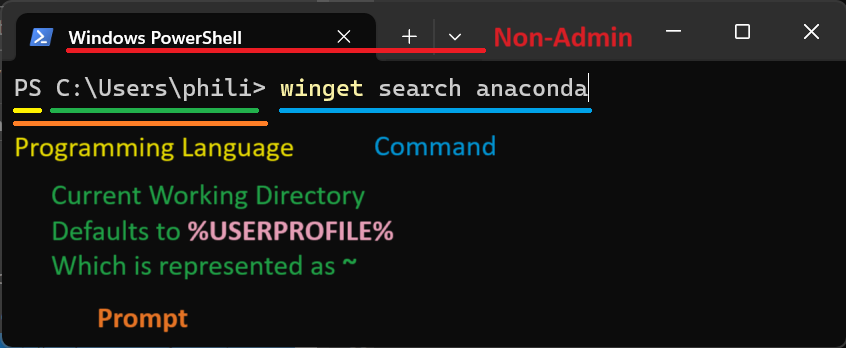 Windows PowerShell Non-Admin
PS C:\Users\phili> winget search anaconda
Programming Language Command
Current Working Directory
Defaults to %USERPROFILE%
Which is represented as ~
Prompt